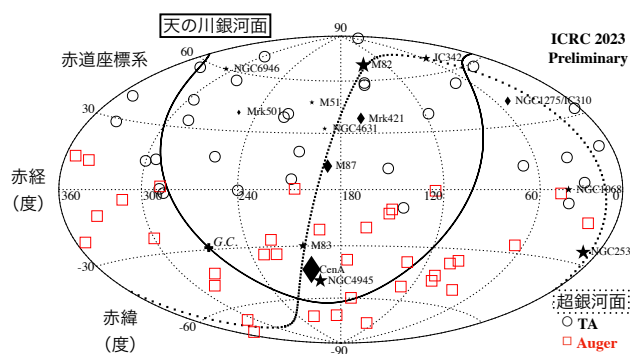 天の川銀河面
90
ICRC 2023
Preliminary
赤道座標系
60
NGC6946
M82
IC342
30
Mrk501
M51
Mrk421
NGC1275/IC310
NGC4631
M87
赤経
(度)
360
300
240
180
120
60
0
NGC1068
G.C.
M83
NGC253
-30
CenA
NGC4945
超銀河面
赤緯
(度)
-60
-90
TA
Auger